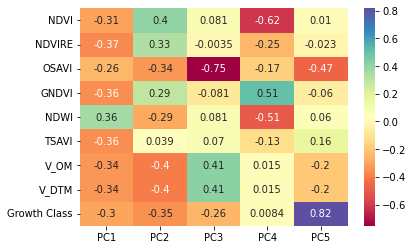 NDVI -0.31 0.4 0.081 -0.62 0.01 0.8
NDVIRE -0.37 0.33 -0.0035 -0.25 -0.023 0.6
OSAVI -0.26 -0.34 -0.75 -0.17 -0.47 0.4
GNDVI -0.36 0.29 -0.081 0.51 -0.06 0.2
NDWI 0.36 -0.29 0.081 -0.51 0.06 0.0
TSAVI -0.36 0.039 0.07 -0.13 0.16 -0.2
V_OM -0.34 -0.4 0.41 0.015 -0.2 -0.4
V_DTM -0.34 -0.4 0.41 0.015 -0.2
Growth Class -0.3 -0.35 -0.26 0.0084 0.82 -0.6
PC1 PC2 PC3 PC4 PC5